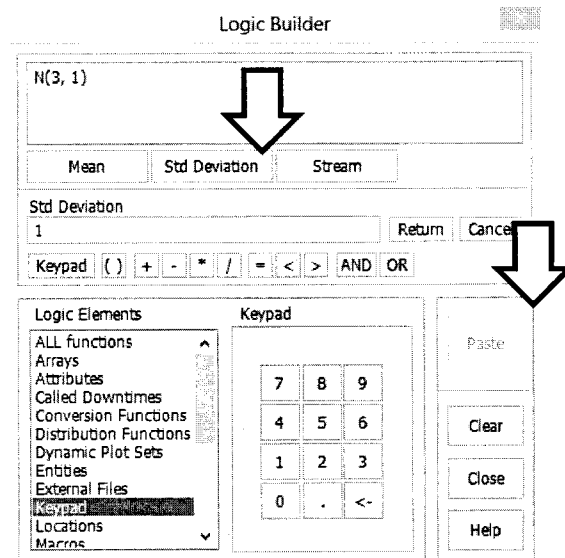 Logic Builder
N(3, 1)
Mean Std Deviation Stream
Std Deviation
1 Return Cancel
Keypad ( ) + - * / = < > AND OR
Logic Elements Keypad
ALL functions
Arrays
Attributes
Called Downtimes
Conversion Functions
Distribution Functions
Dynamic Plot Sets
Entities
External Files
Keypad
Locations
Macros
7 8 9
4 5 6
1 2 3
0 . <-
Paste
Clear
Close
Help